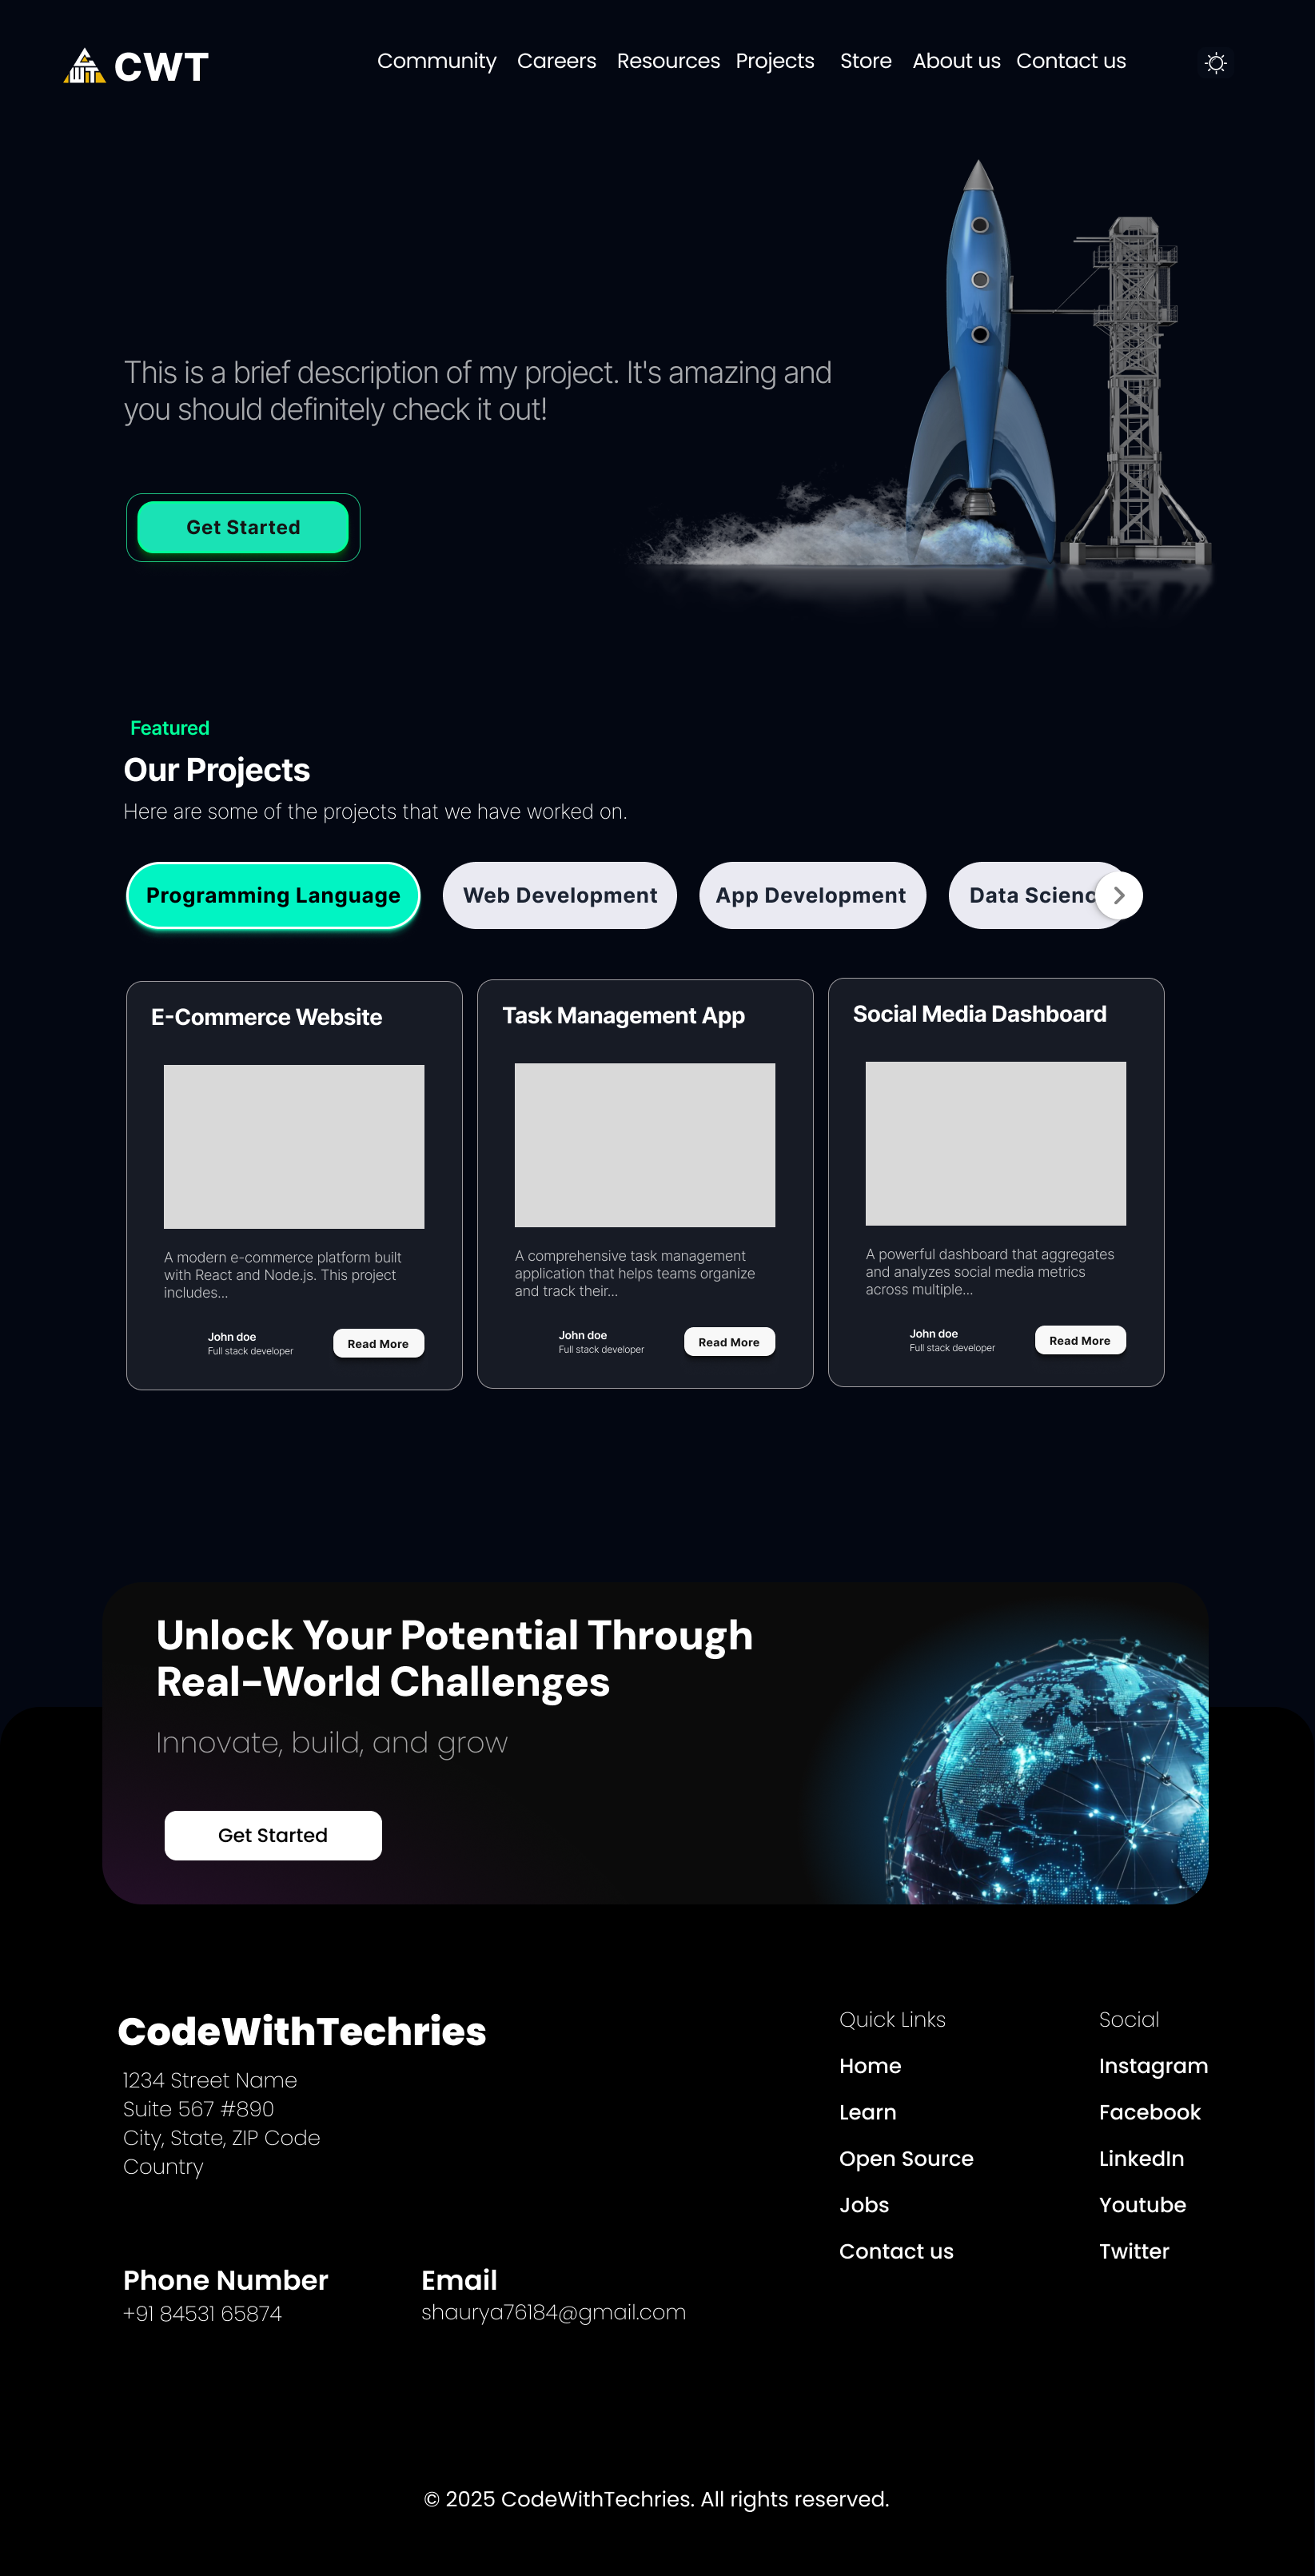 CWT
Community Careers Resources Projects Store About us Contact us
This is a brief description of my project. It's amazing and
you should definitely check it out!
Get Started
Featured
Our Projects
Here are some of the projects that we have worked on.
Programming Language
Web Development
App Development
Data Scienc
E-Commerce Website
A modern e-commerce platform built
with React and Node.js. This project
includes...
John doe
Full stack developer
Read More
Task Management App
A comprehensive task management
application that helps teams organize
and track their...
John doe
Full stack developer
Read More
Social Media Dashboard
A powerful dashboard that aggregates
and analyzes social media metrics
across multiple...
John doe
Full stack developer
Read More
Unlock Your Potential Through
Real-World Challenges
Innovate, build, and grow
Get Started
CodeWithTechries
1234 Street Name
Suite 567 #890
City, State, ZIP Code
Country
Phone Number
+91 84531 65874
Email
shaurya76184@gmail.com
Quick Links
Home
Learn
Open Source
Jobs
Contact us
Social
Instagram
Facebook
LinkedIn
Youtube
Twitter
© 2025 CodeWithTechries. All rights reserved.